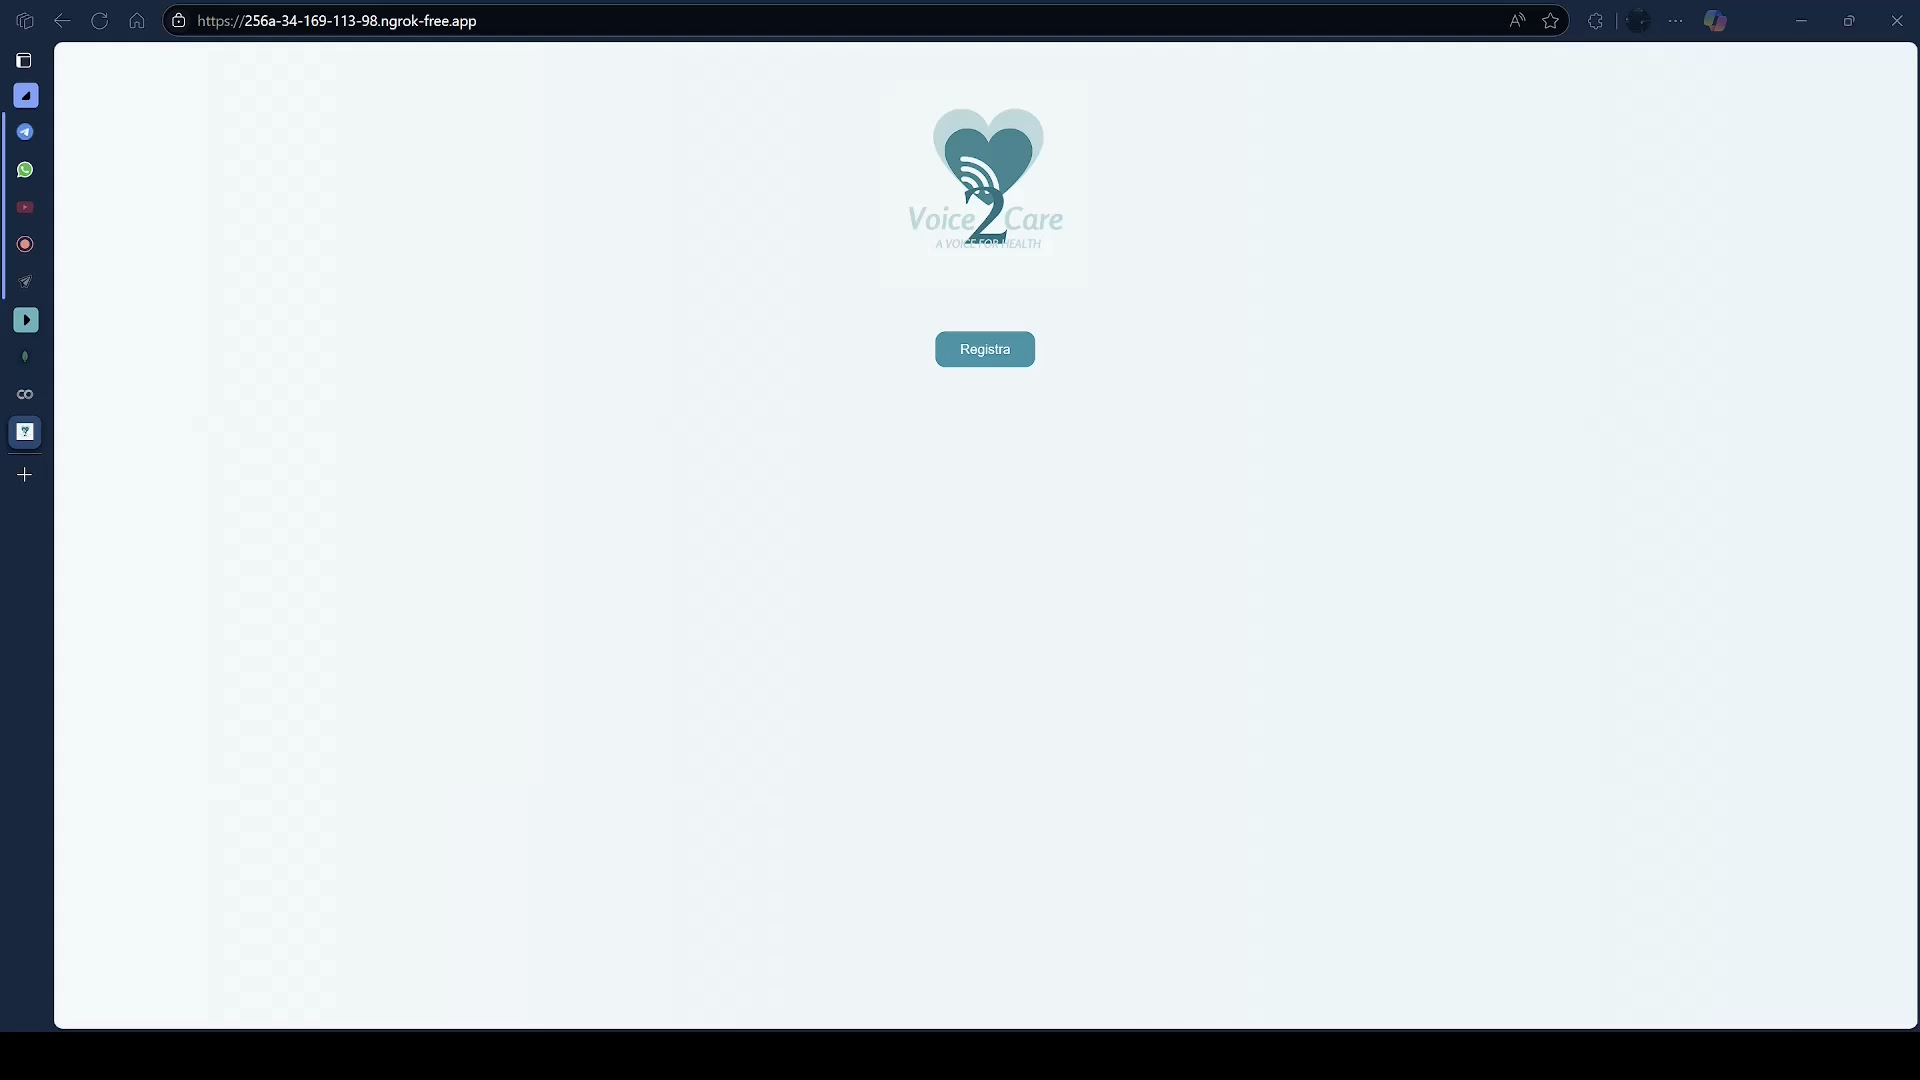 https://256a-34-169-113-98.ngrok-free.app
Voice 2 Care
A VOICE FOR HEALTH
Registra